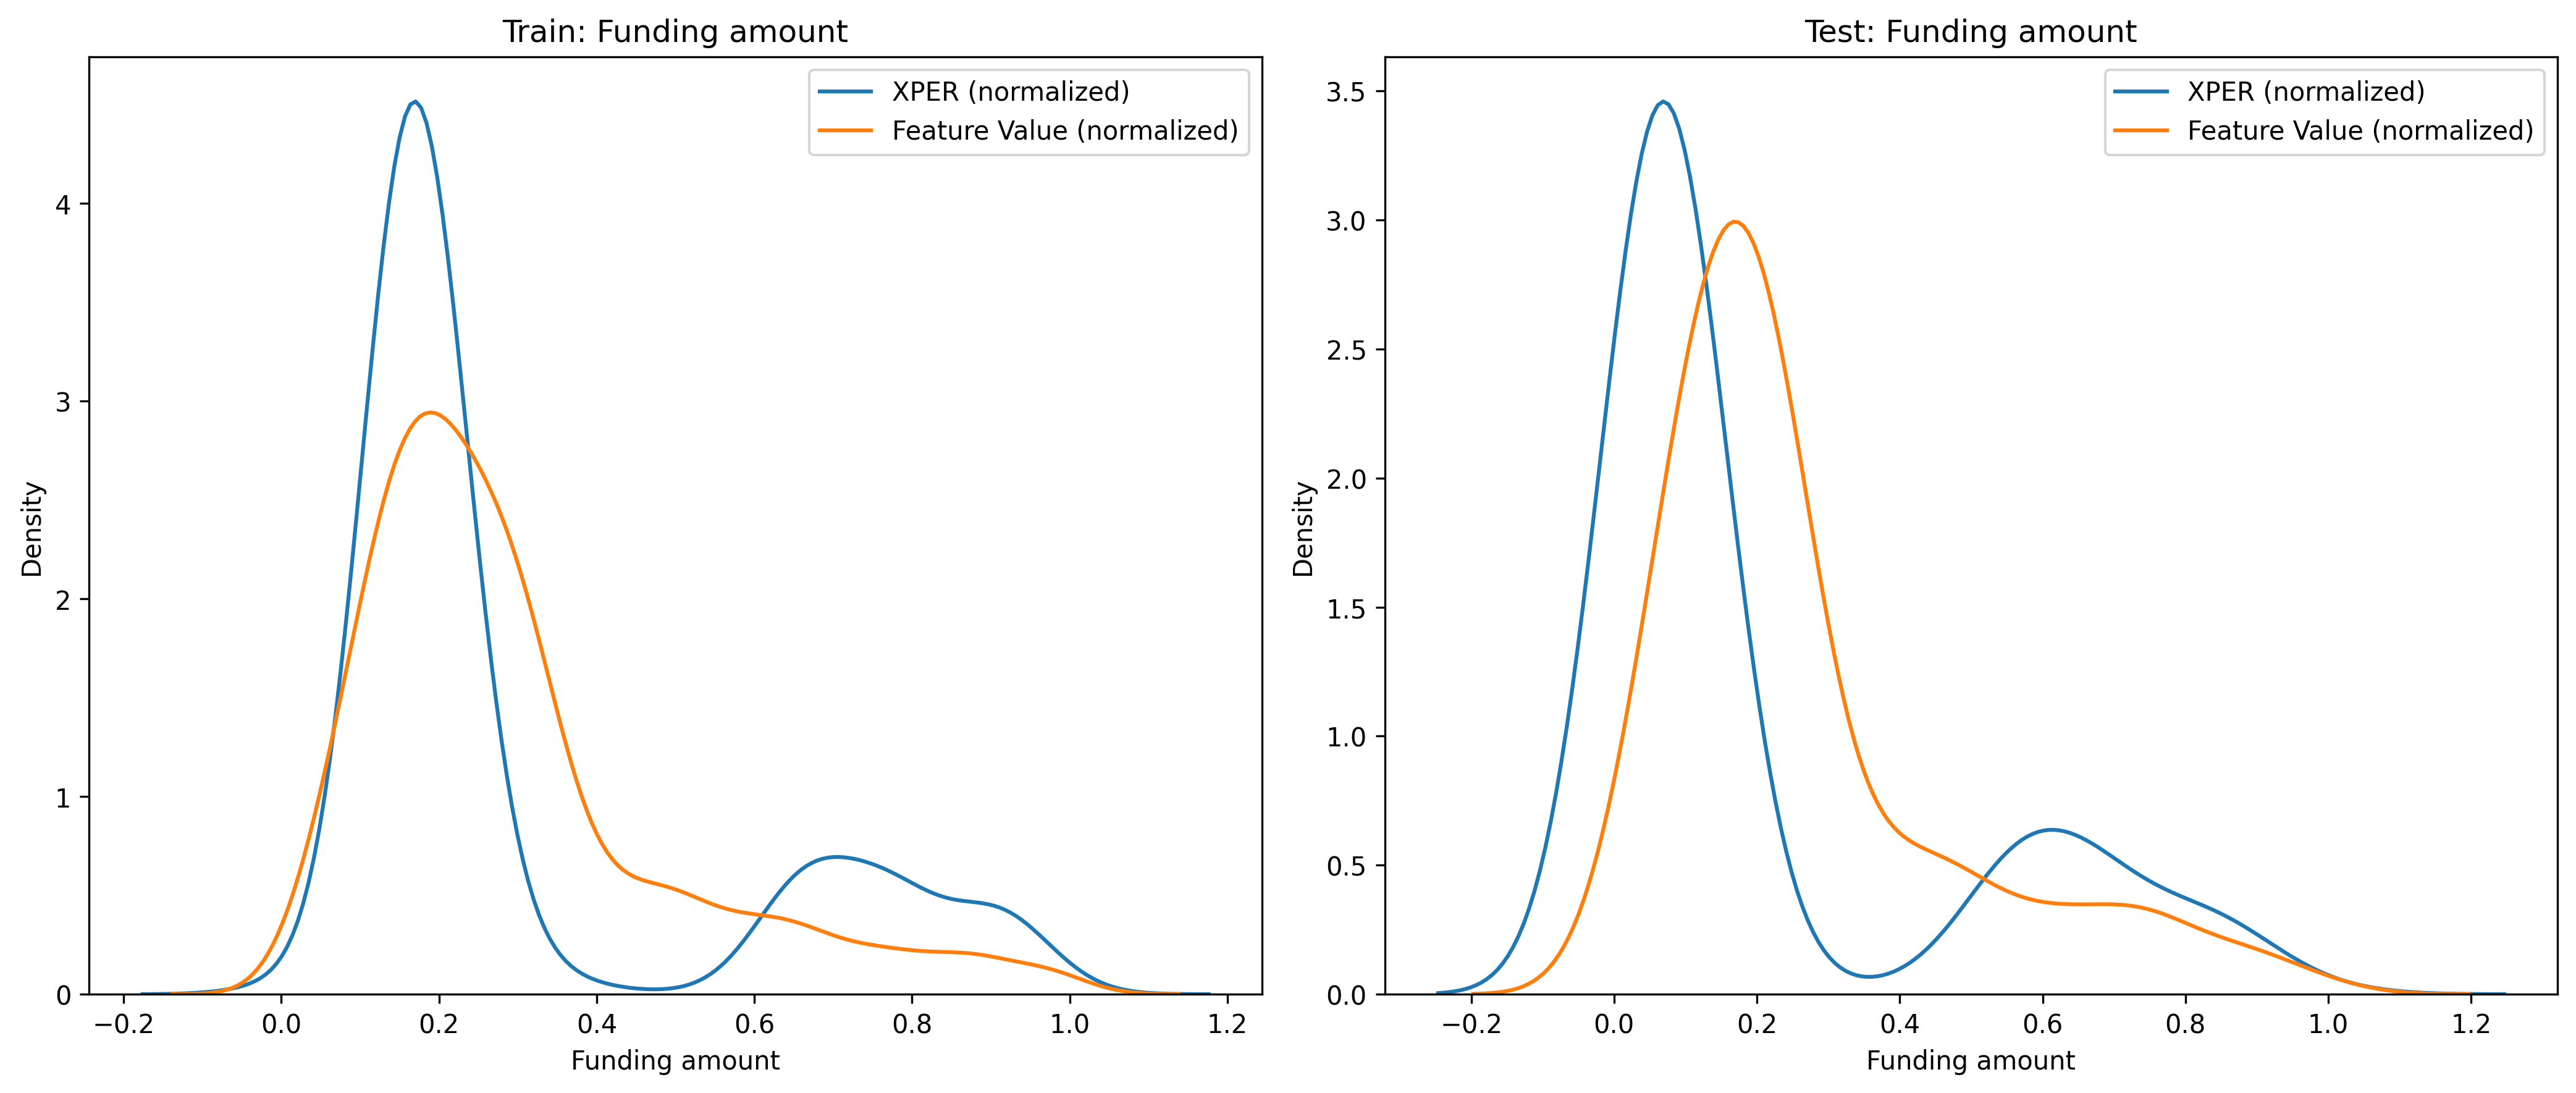 Train: Funding amount
XPER (normalized)
Feature Value (normalized)
Density
4
3
2
1
0
−0.2 0.0 0.2 0.4 0.6 0.8 1.0 1.2
Funding amount
Test: Funding amount
XPER (normalized)
Feature Value (normalized)
Density
3.5
3.0
2.5
2.0
1.5
1.0
0.5
0.0
−0.2 0.0 0.2 0.4 0.6 0.8 1.0 1.2
Funding amount